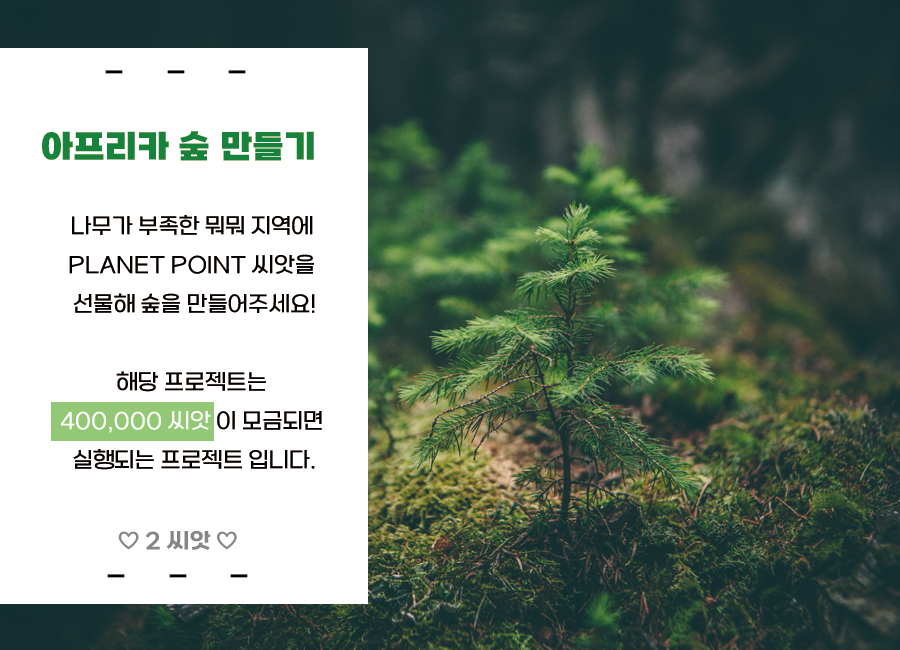 아프리카 숲 만들기
나무가 부족한 뭐뭐 지역에
PLANET POINT 씨앗을
선물해 숲을 만들어주세요!
해당 프로젝트는
400,000 씨앗이 모금되면
실행되는 프로젝트 입니다.
♡ 2 씨앗 ♡